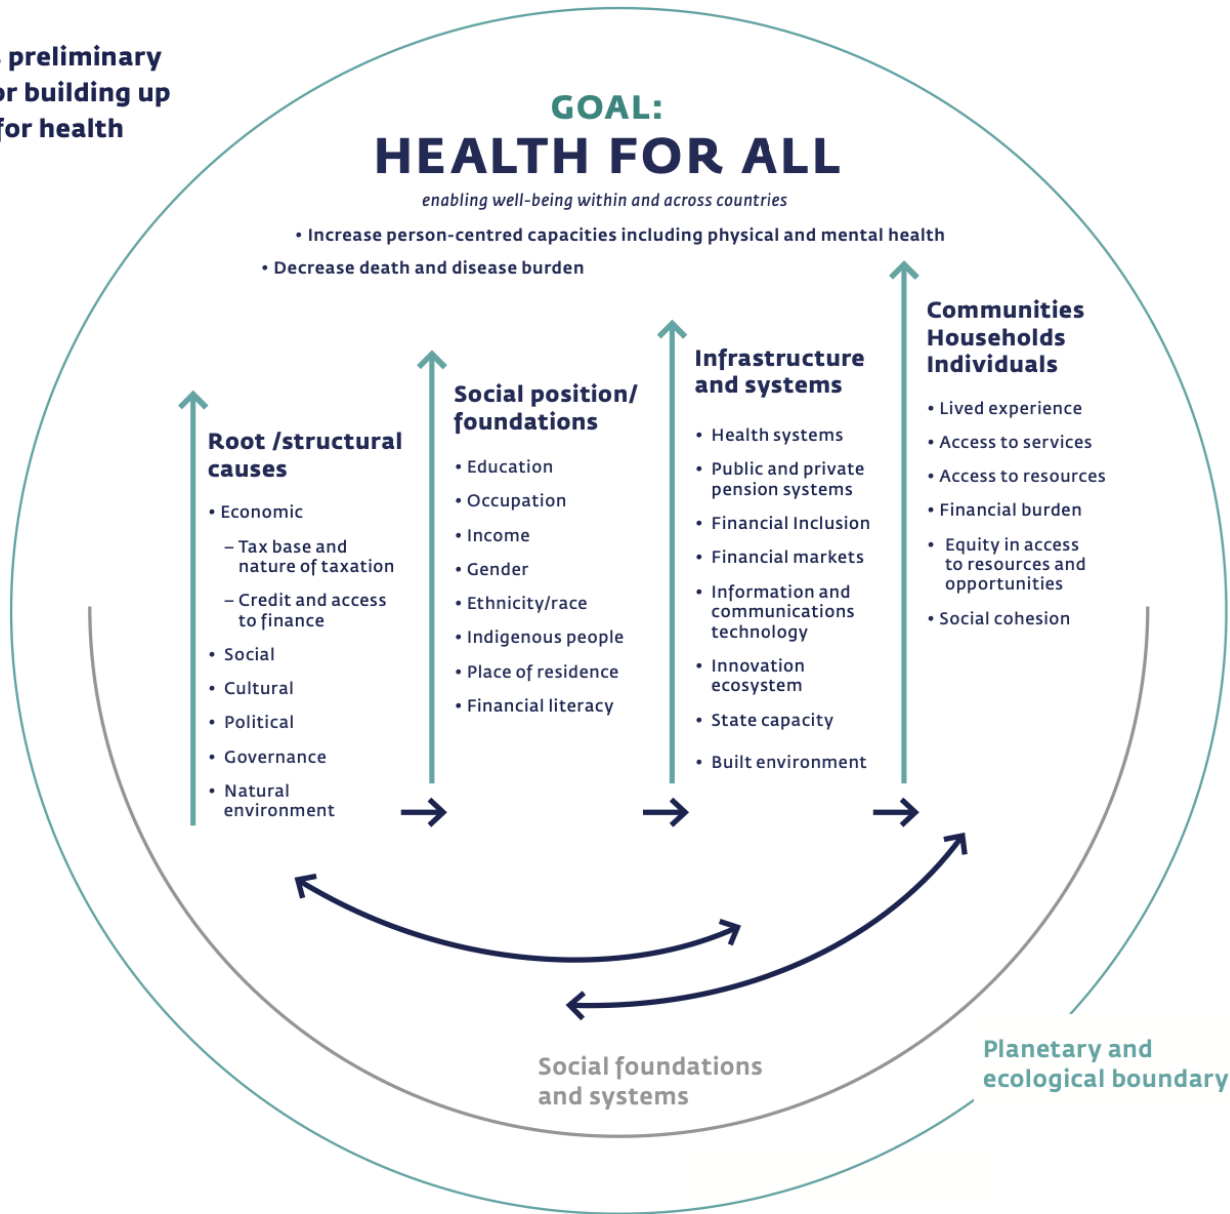 preliminary
or building up
for health
GOAL:
HEALTH FOR ALL
enabling well-being within and across countries
• Increase person-centred capacities including physical and mental health
• Decrease death and disease burden
Root /structural
causes
• Economic
– Tax base and
nature of taxation
– Credit and access
to finance
• Social
• Cultural
• Political
• Governance
• Natural
environment
Social position/
foundations
• Education
• Occupation
• Income
• Gender
• Ethnicity/race
• Indigenous people
• Place of residence
• Financial literacy
Infrastructure
and systems
• Health systems
• Public and private
pension systems
• Financial Inclusion
• Financial markets
• Information and
communications
technology
• Innovation
ecosystem
• State capacity
• Built environment
Communities
Households
Individuals
• Lived experience
• Access to services
• Access to resources
• Financial burden
• Equity in access
to resources and
opportunities
• Social cohesion
Social foundations
and systems
Planetary and
ecological boundary